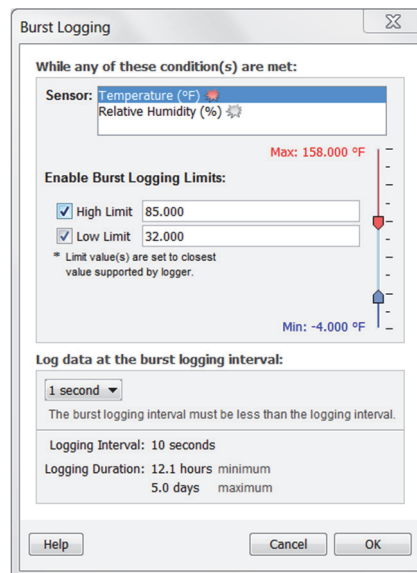 Burst Logging
While any of these condition(s) are met:
Sensor: Temperature (°F)
Relative Humidity (%)
Max: 158.000 °F
Enable Burst Logging Limits:
High Limit 85.000
Low Limit 32.000
* Limit value(s) are set to closest
value supported by logger.
Min: -4.000 °F
Log data at the burst logging interval:
1 second
The burst logging interval must be less than the logging interval.
Logging Interval: 10 seconds
Logging Duration: 12.1 hours minimum
5.0 days maximum
Help Cancel OK